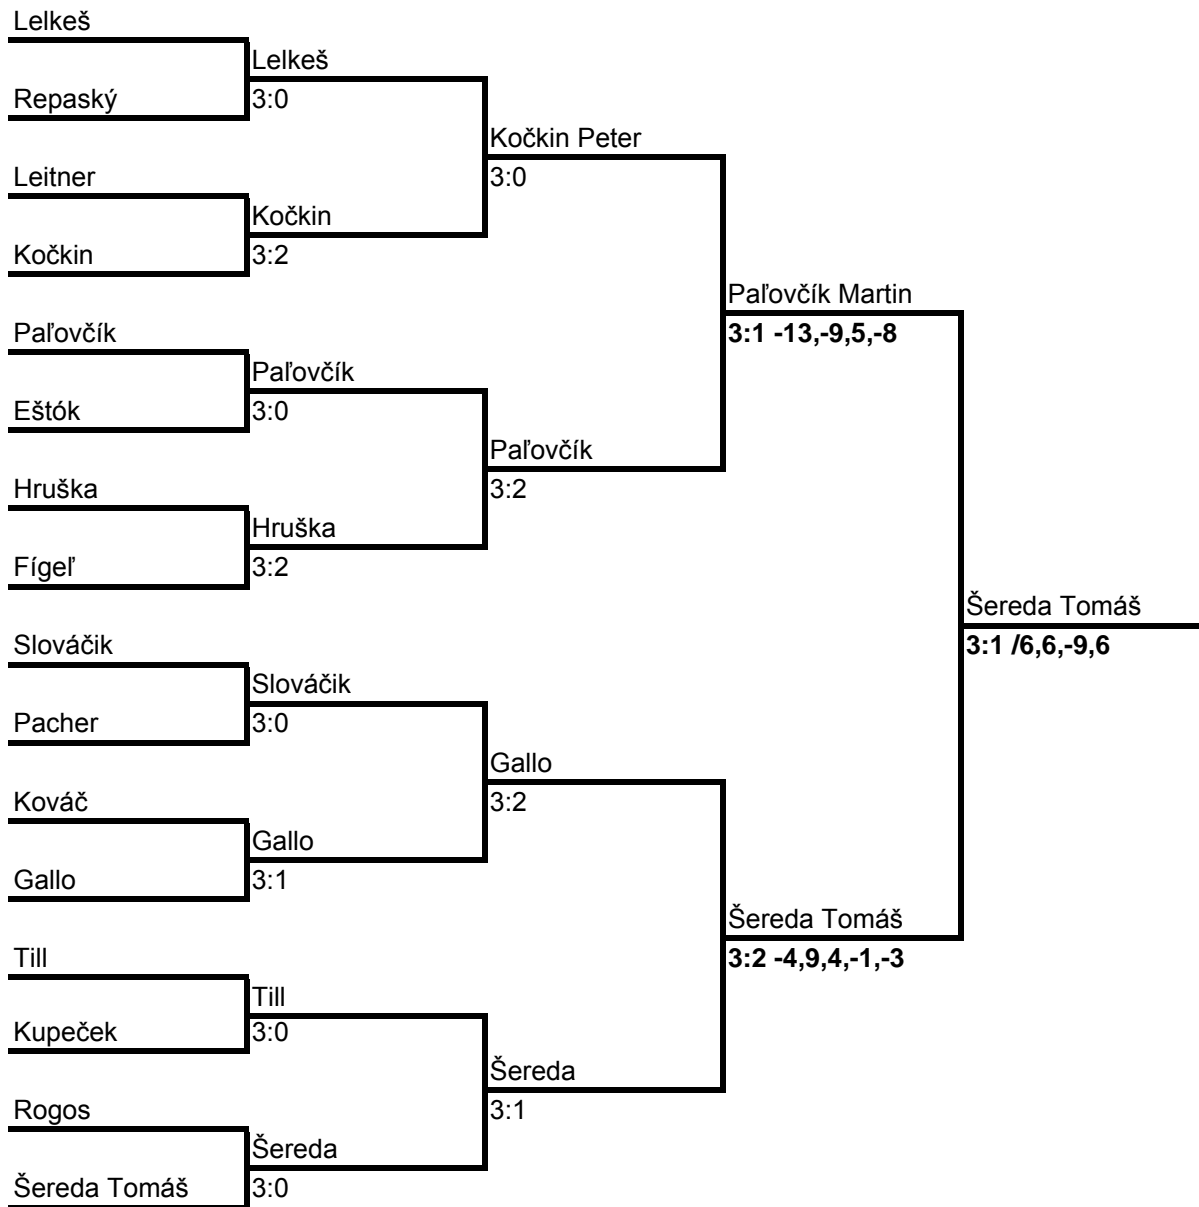 Lelkeš
Lelkeš
Repaský
3:0
Kočkin Peter
Leitner
3:0
Kočkin
Kočkin
3:2
Paľovčík Martin
Paľovčík
3:1 -13,-9,5,-8
Paľovčík
Eštók
3:0
Paľovčík
Hruška
3:2
Hruška
Fígeľ
3:2
Šereda Tomáš
Slováčik
3:1 /6,6,-9,6
Slováčik
Pacher
3:0
Gallo
Kováč
3:2
Gallo
Gallo
3:1
Šereda Tomáš
Till
3:2 -4,9,4,-1,-3
Till
Kupeček
3:0
Šereda
Rogos
3:1
Šereda
Šereda Tomáš
3:0